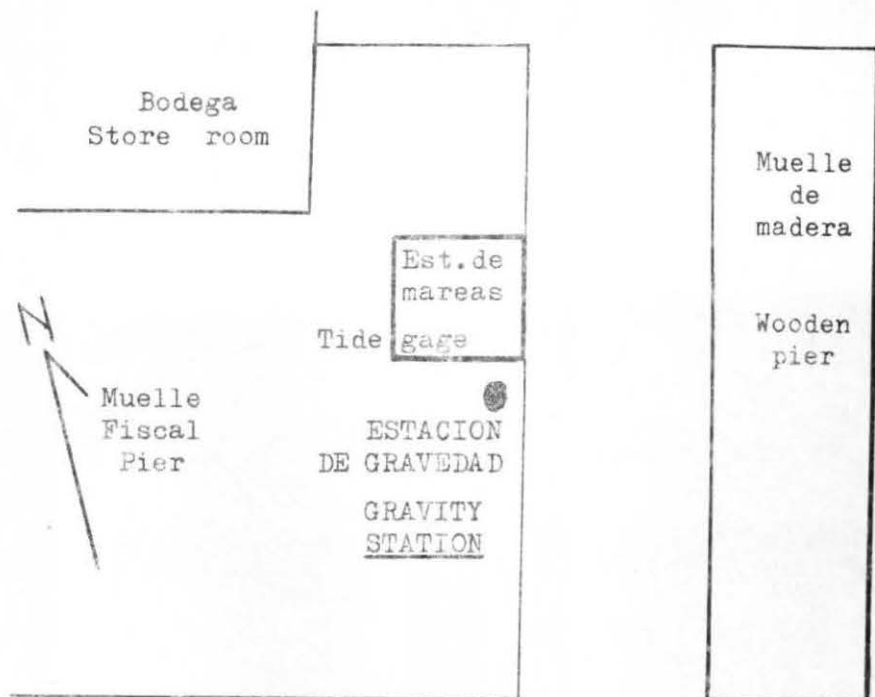 Bodega
Store room
Est.de
mareas
Tide gage
N
Muelle
Fiscal
Pier
ESTACION
DE GRAVEDAD
GRAVITY
STATION
Muelle
de
madera
Wooden
pier